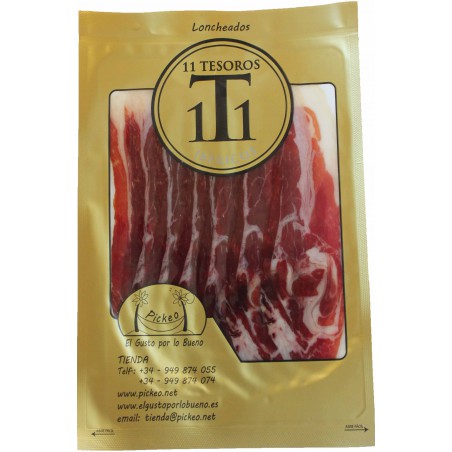 Loncheados
11 TESOROS
1T1
Pickeo
El Gusto por lo Bueno
TIENDA
Telf: +34 - 949 874 055
+34 - 949 874 074
www.pickeo.net
www.elgustoporlobueno.es
email: tienda@pickeo.net